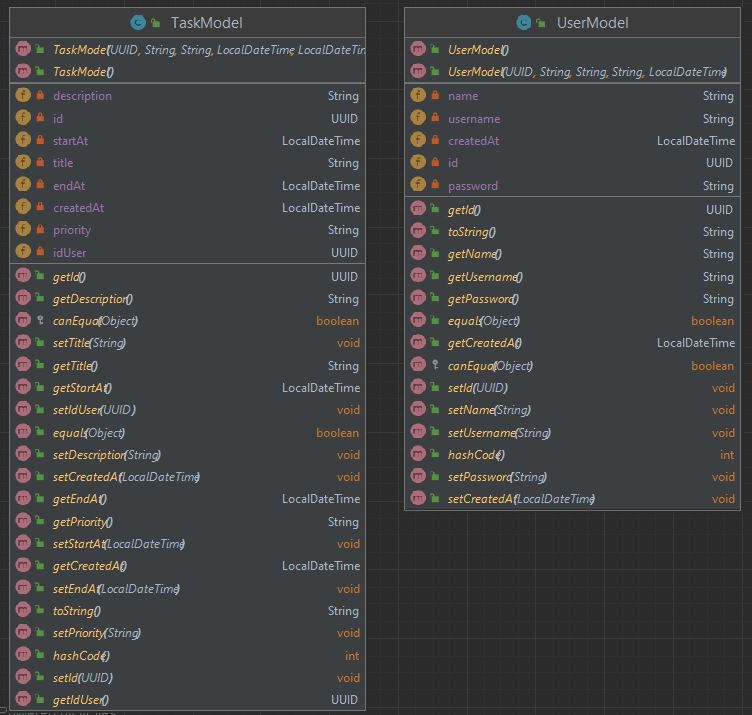 TaskModel
TaskModel(UUID, String, String, LocalDateTime, LocalDateTim
TaskModel()
description String
id UUID
startAt LocalDateTime
title String
endAt LocalDateTime
createdAt LocalDateTime
priority String
idUser UUID
getId() UUID
getDescription() String
canEqual(Object) boolean
setTitle(String) void
getTitle() String
getStartAt() LocalDateTime
setIdUser(UUID) void
equals(Object) boolean
setDescription(String) void
setCreatedAt(LocalDateTime) void
getEndAt() LocalDateTime
getPriority() String
setStartAt(LocalDateTime) void
getCreatedAt() LocalDateTime
setEndAt(LocalDateTime) void
toString() String
setPriority(String) void
hashCode() int
setId(UUID) void
getIdUser() UUID
UserModel
UserModel()
UserModel(UUID, String, String, String, LocalDateTime)
name String
username String
createdAt LocalDateTime
id UUID
password String
getId() UUID
toString() String
getName() String
getUsername() String
getPassword() String
equals(Object) boolean
getCreatedAt() LocalDateTime
canEqual(Object) boolean
setId(UUID) void
setName(String) void
setUsername(String) void
hashCode() int
setPassword(String) void
setCreatedAt(LocalDateTime) void